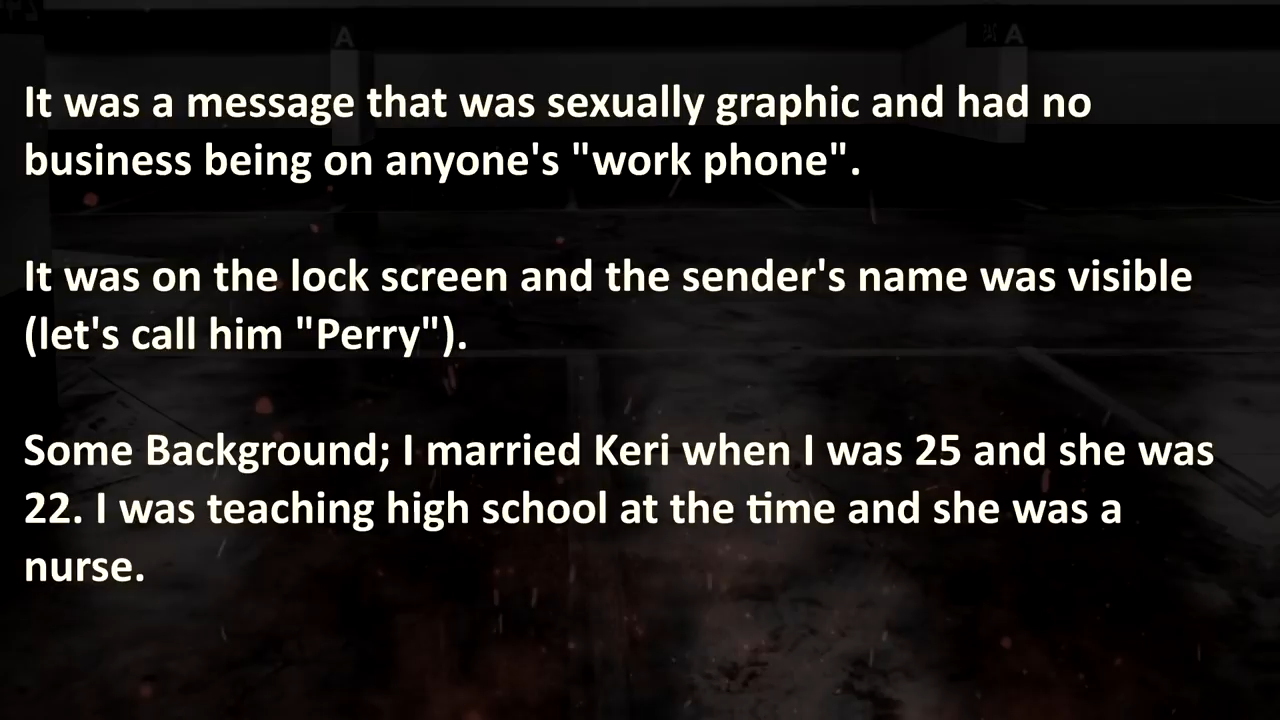 A
A
It was a message that was sexually graphic and had no
business being on anyone's "work phone".
It was on the lock screen and the sender's name was visible
(let's call him "Perry").
Some Background; I married Keri when I was 25 and she was
22. I was teaching high school at the time and she was a
nurse.